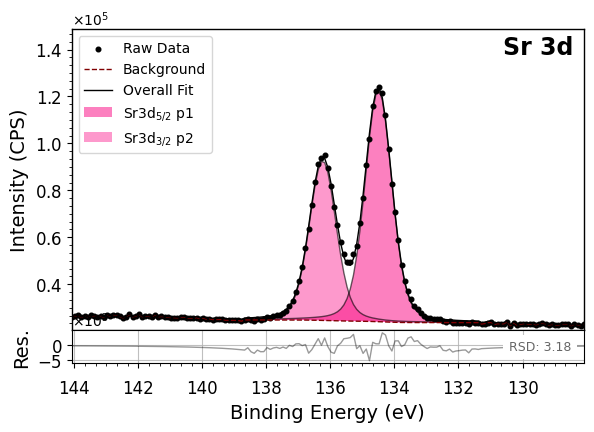 ×10⁵
Sr 3d
Raw Data
Background
Overall Fit
Sr3d₅/₂ p1
Sr3d₃/₂ p2
Intensity (CPS)
1.4
1.2
1.0
0.8
0.6
0.4
Res.
0
−5
RSD: 3.18
144 142 140 138 136 134 132 130
Binding Energy (eV)